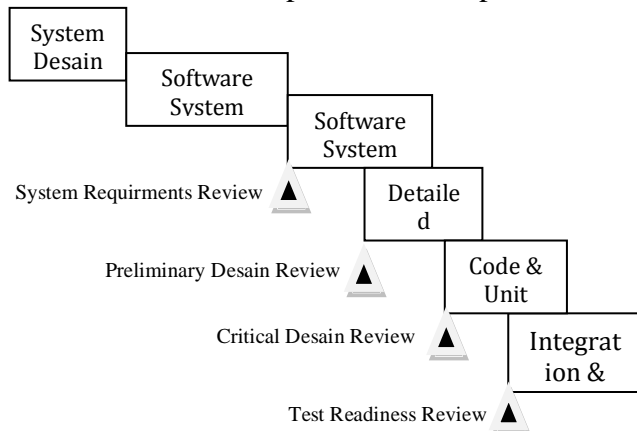 System
Desain
Software
System
Software
System
System Requirments Review
Detaile
d
Preliminary Desain Review
Code &
Unit
Critical Desain Review
Integrat
ion &
Test Readiness Review